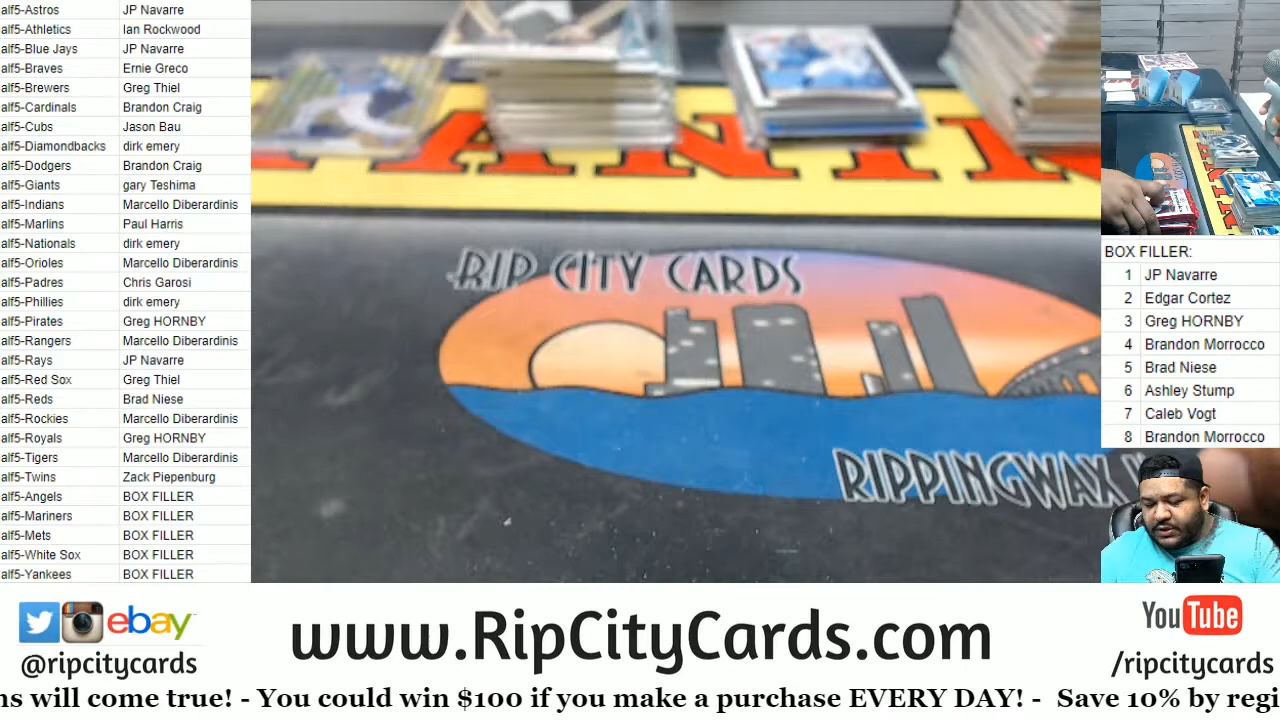 alf5-Astros JP Navarre
alf5-Athletics Ian Rockwood
alf5-Blue Jays JP Navarre
alf5-Braves Ernie Greco
alf5-Brewers Greg Thiel
alf5-Cardinals Brandon Craig
alf5-Cubs Jason Bau
alf5-Diamondbacks dirk emery
alf5-Dodgers Brandon Craig
alf5-Giants gary Teshima
alf5-Indians Marcello Diberardinis
alf5-Marlins Paul Harris
alf5-Nationals dirk emery
alf5-Orioles Marcello Diberardinis
alf5-Padres Chris Garosi
alf5-Phillies dirk emery
alf5-Pirates Greg HORNBY
alf5-Rangers Marcello Diberardinis
alf5-Rays JP Navarre
alf5-Red Sox Greg Thiel
alf5-Reds Brad Niese
alf5-Rockies Marcello Diberardinis
alf5-Royals Greg HORNBY
alf5-Tigers Marcello Diberardinis
alf5-Twins Zack Piepenburg
alf5-Angels BOX FILLER
alf5-Mariners BOX FILLER
alf5-Mets BOX FILLER
alf5-White Sox BOX FILLER
alf5-Yankees BOX FILLER
ANIN
RIP CITY CARDS
RIPPINGWAX
BOX FILLER:
1 JP Navarre
2 Edgar Cortez
3 Greg HORNBY
4 Brandon Morrocco
5 Brad Niese
6 Ashley Stump
7 Caleb Vogt
8 Brandon Morrocco
ebay
@ripcitycards
www.RipCityCards.com
YouTube
/ripcitycards
ns will come true! - You could win $100 if you make a purchase EVERY DAY! - Save 10% by regi